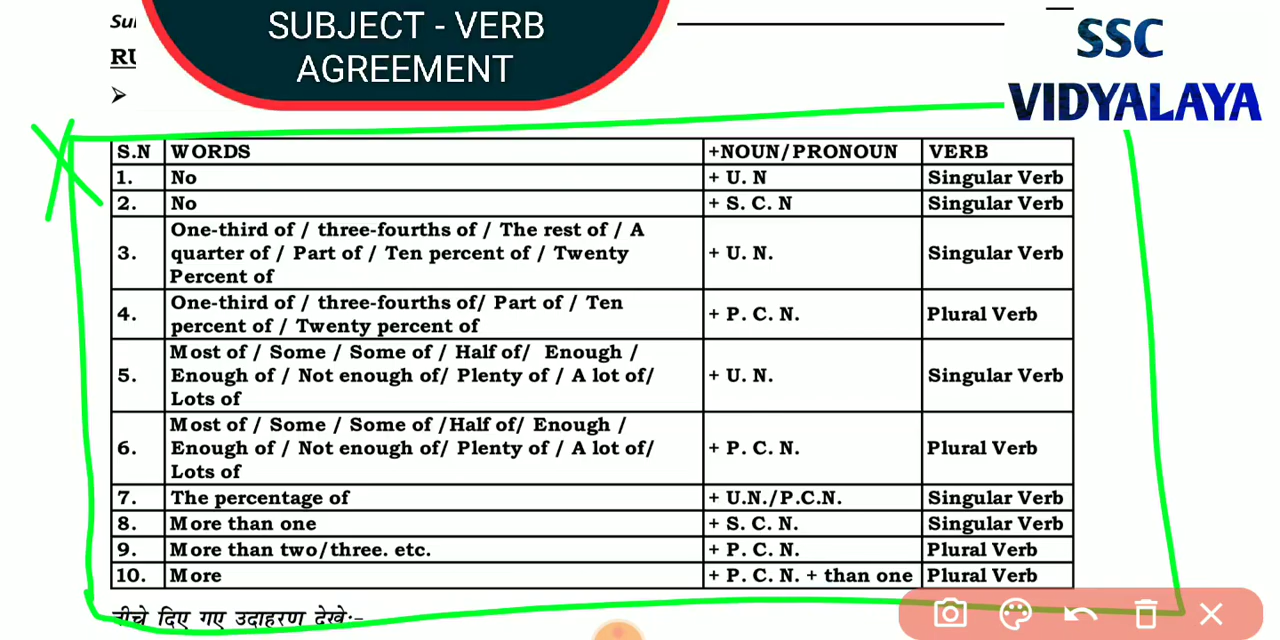 SUBJECT - VERB
AGREEMENT
SSC
VIDYALAYA
S.N WORDS +NOUN/PRONOUN VERB
1. No + U. N Singular Verb
2. No + S. C. N Singular Verb
3. One-third of / three-fourths of / The rest of / A
quarter of / Part of / Ten percent of / Twenty
Percent of + U. N. Singular Verb
4. One-third of / three-fourths of/ Part of / Ten
percent of / Twenty percent of + P. C. N. Plural Verb
5. Most of / Some / Some of / Half of/ Enough /
Enough of / Not enough of/ Plenty of / A lot of/
Lots of + U. N. Singular Verb
6. Most of / Some / Some of /Half of/ Enough /
Enough of / Not enough of/ Plenty of / A lot of/
Lots of + P. C. N. Plural Verb
7. The percentage of + U.N./P.C.N. Singular Verb
8. More than one + S. C. N. Singular Verb
9. More than two/three. etc. + P. C. N. Plural Verb
10. More + P. C. N. + than one Plural Verb
नीचे दिए गए उदाहरण देखे:-